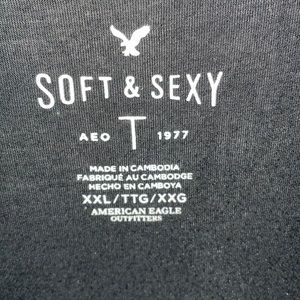 SOFT & SEXY
AEO T 1977
MADE IN CAMBODIA
FABRIQUÉ AU CAMBODGE
HECHO EN CAMBOYA
XXL/TTG/XXG
AMERICAN EAGLE
OUTFITTERS